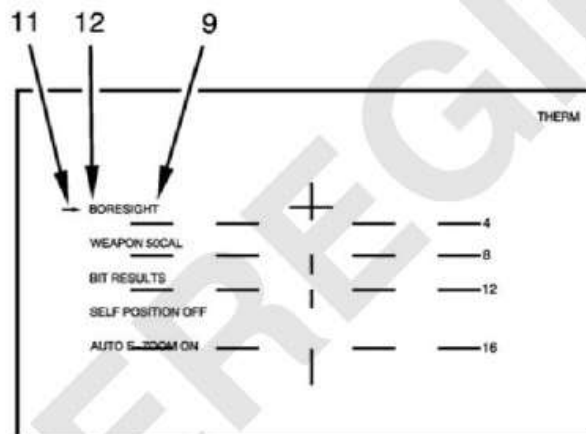 11 12 9
THERM
BORESIGHT
4
WEAPON 50CAL
8
BIT RESULTS
12
SELF POSITION OFF
AUTO E-ZOOM ON
16